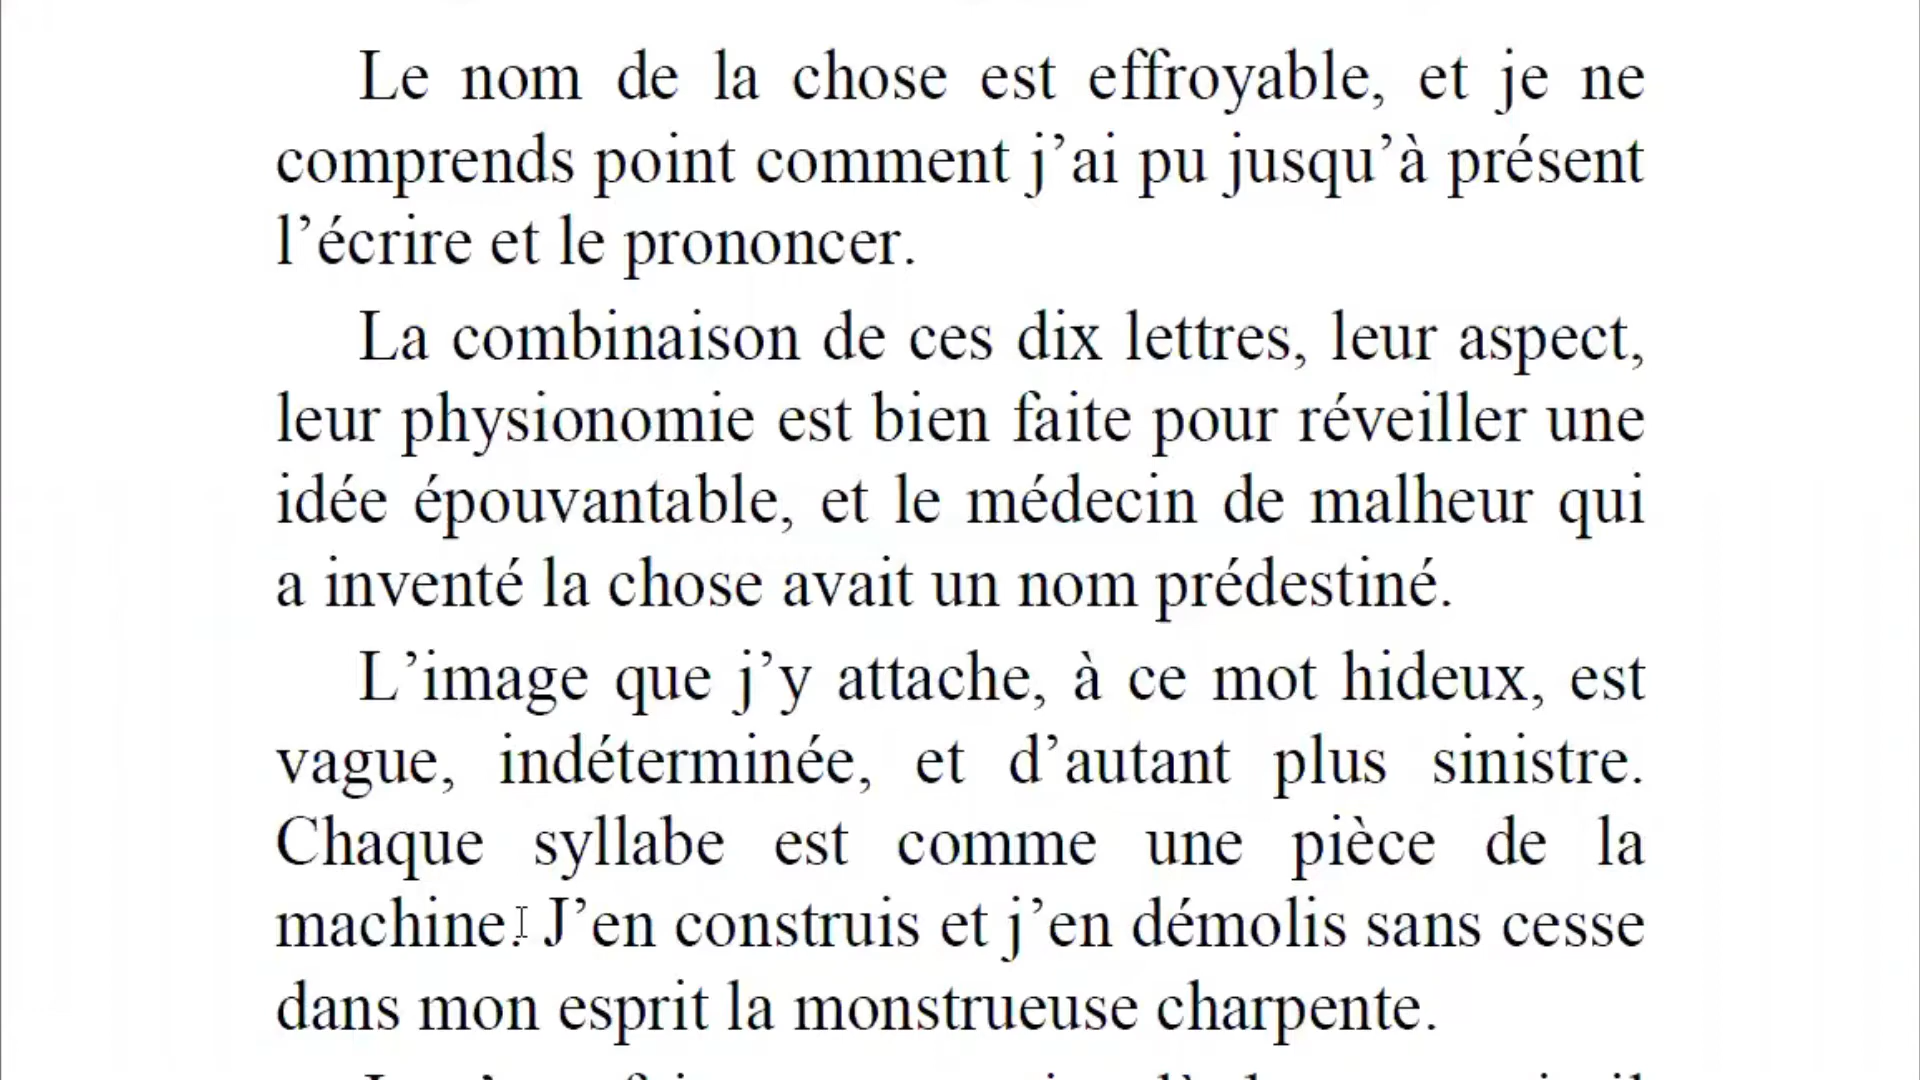 Le nom de la chose est effroyable, et je ne
comprends point comment j’ai pu jusqu’à présent
l’écrire et le prononcer.
La combinaison de ces dix lettres, leur aspect,
leur physionomie est bien faite pour réveiller une
idée épouvantable, et le médecin de malheur qui
a inventé la chose avait un nom prédestiné.
L’image que j’y attache, à ce mot hideux, est
vague, indéterminée, et d’autant plus sinistre.
Chaque syllabe est comme une pièce de la
machine. J’en construis et j’en démolis sans cesse
dans mon esprit la monstrueuse charpente.